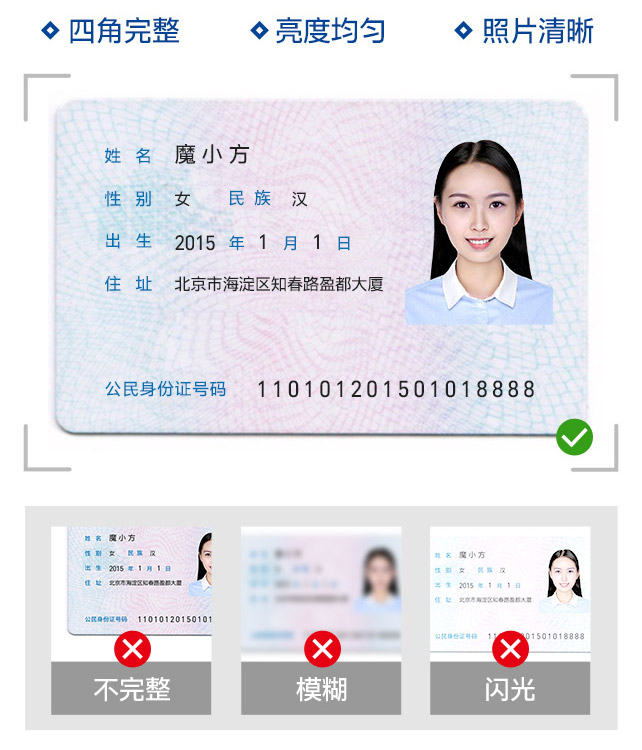 四角完整 亮度均匀 照片清晰
姓名 魔小方
性别 女 民族 汉
出生 2015 年 1 月 1 日
住址 北京市海淀区知春路盈都大厦
公民身份证号码 110101201501018888
姓名 魔小方
性别 女 民族 汉
出生 2015 年 1 月 1 日
住址 北京市海淀区知春路盈都大厦
公民身份证号码 1101012015010
不完整
模糊
姓名 魔小方
性别 女 民族 汉
出生 2015 年 1 月 1 日
住址 北京市海淀区知春路盈都大厦
公民身份证号码 110101201501018888
闪光